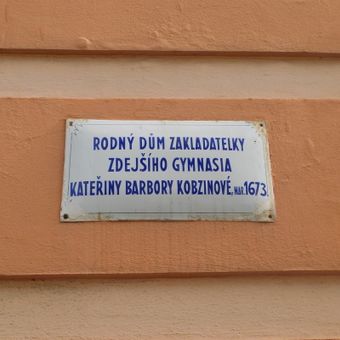 RODNÝ DŮM ZAKLADATELKY
ZDEJŠÍHO GYMNASIA
KATEŘINY BARBORY KOBZINOVÉ, NAR. 1673.